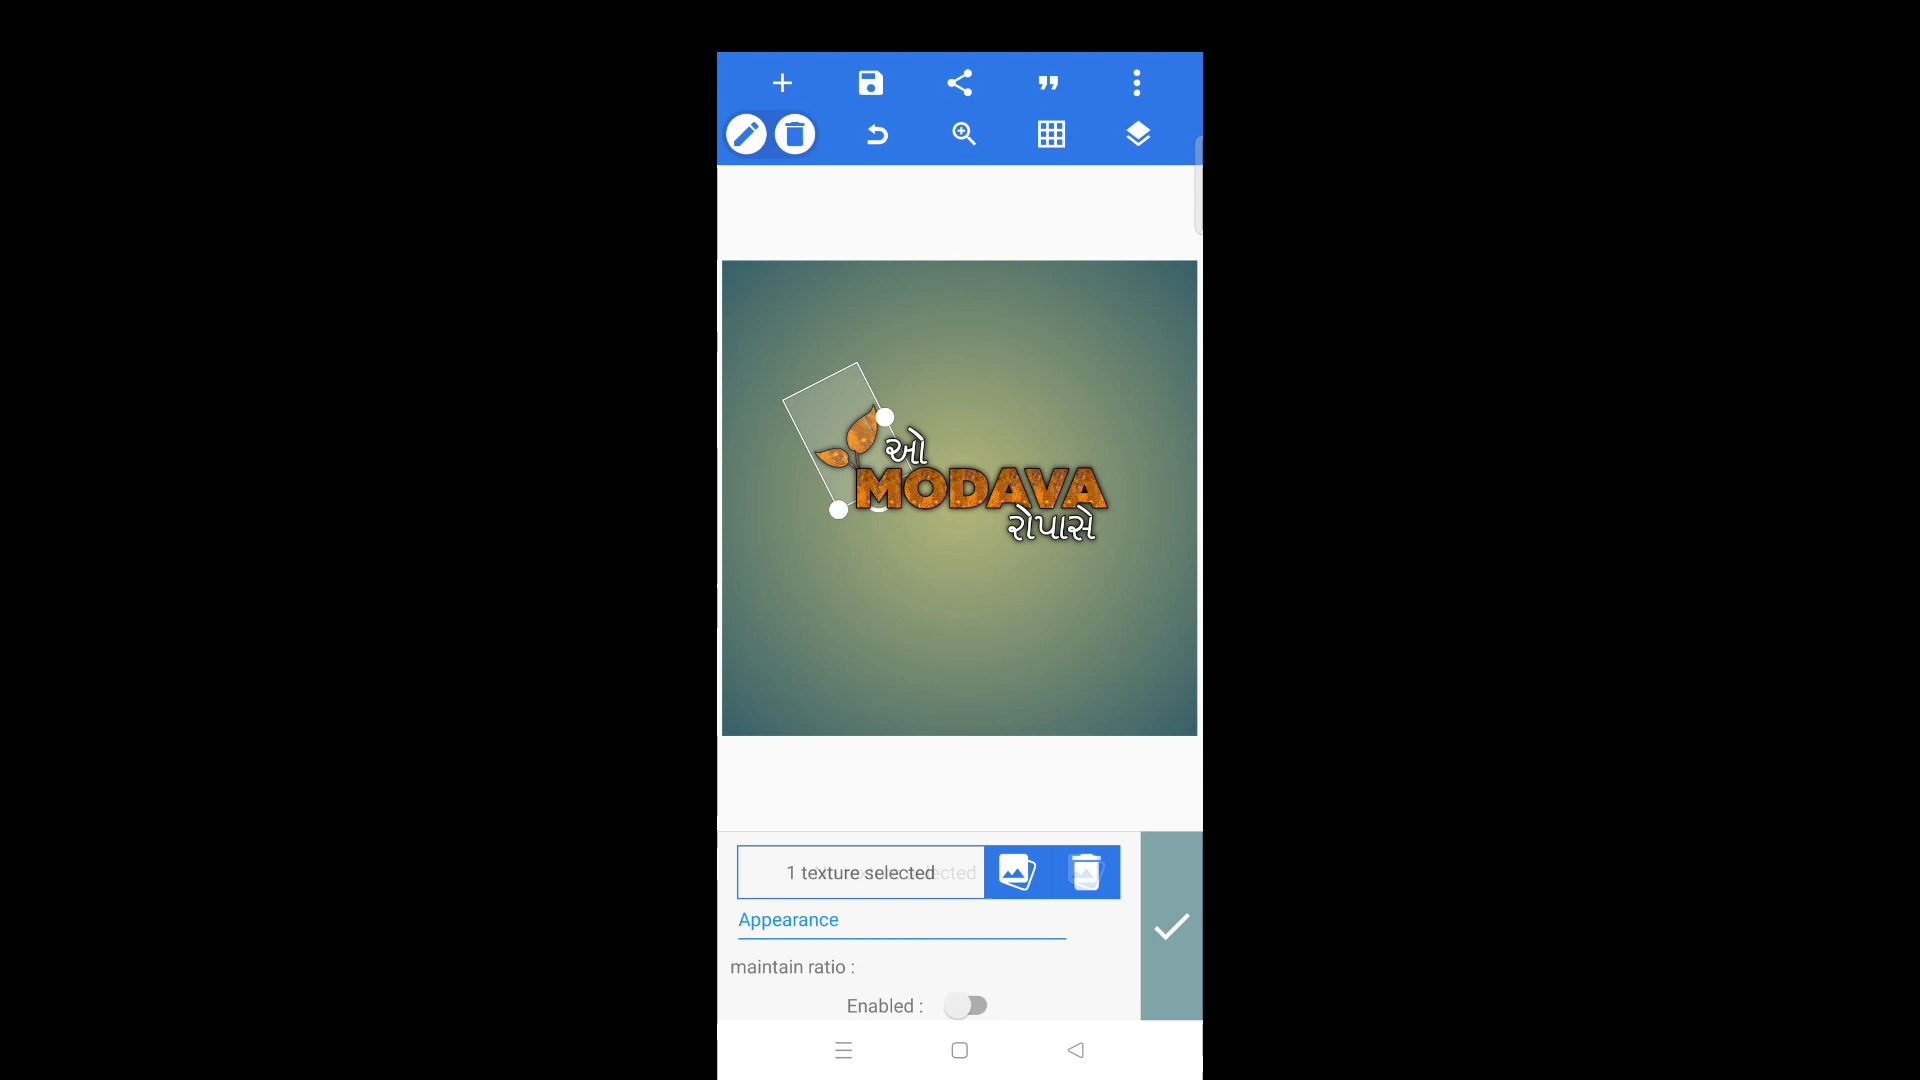 ઓ
MODAVA
રોપાસે
1 texture selected
Appearance
maintain ratio :
Enabled :